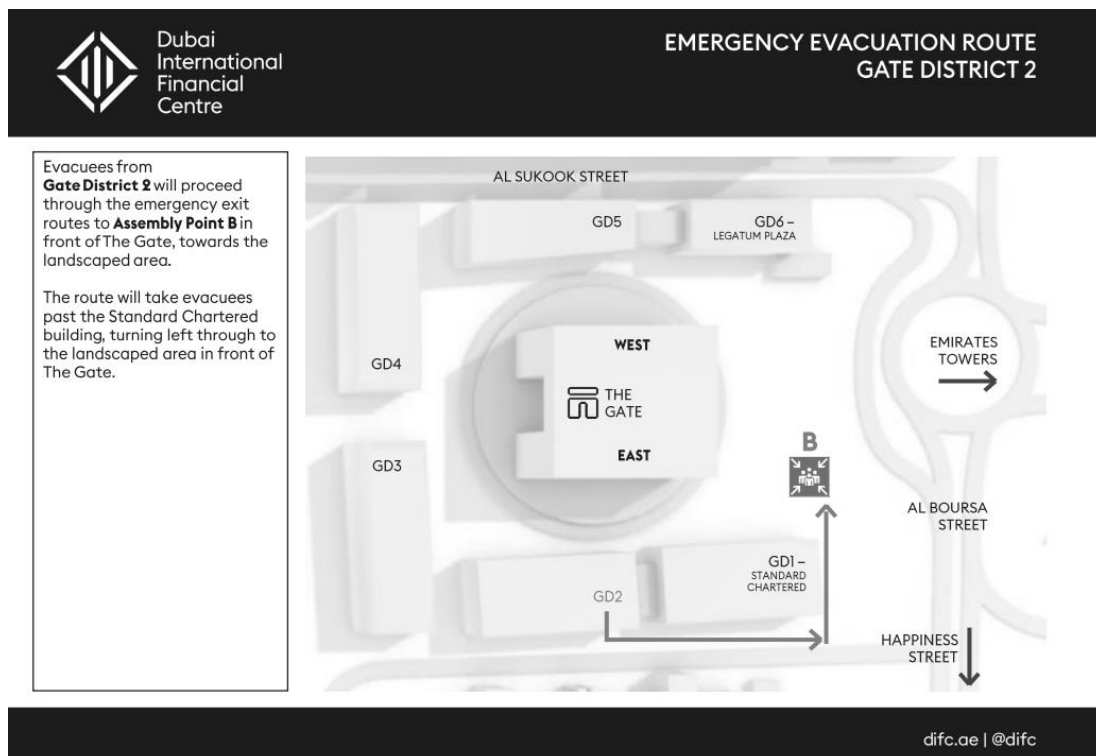 Dubai
International
Financial
Centre
EMERGENCY EVACUATION ROUTE
GATE DISTRICT 2
Evacuees from
Gate District 2 will proceed
through the emergency exit
routes to Assembly Point B in
front of The Gate, towards the
landscaped area.
The route will take evacuees
past the Standard Chartered
building, turning left through to
the landscaped area in front of
The Gate.
AL SUKOOK STREET
GD5
GD6 –
LEGATUM PLAZA
WEST
EMIRATES
TOWERS
GD4
THE
GATE
B
EAST
GD3
AL BOURSA
STREET
GD1 –
STANDARD
CHARTERED
GD2
HAPPINESS
STREET
difc.ae | @difc